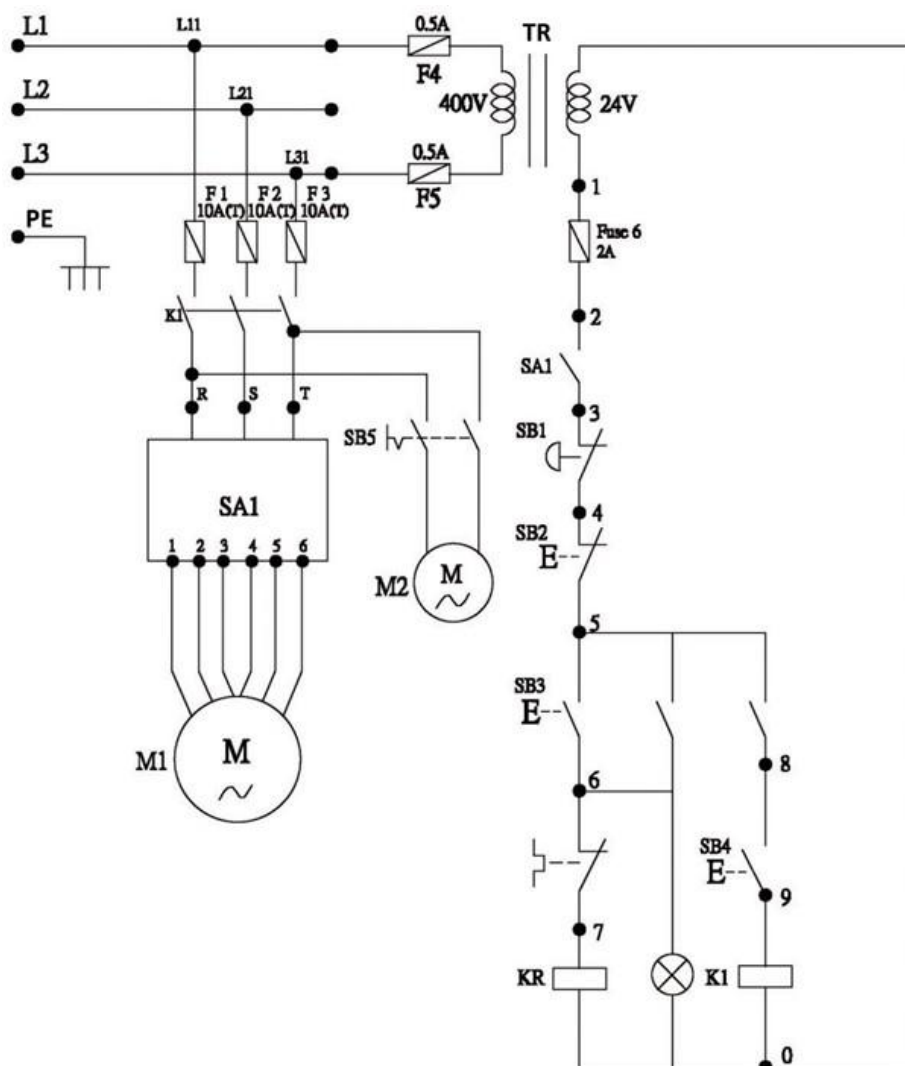 L1
L11
0.5A
TR
F4
L2
L21
400V
24V
L3
L31
0.5A
F5
1
PE
F 1
F 2
F 3
10A(T)
10A(T)
10A(T)
Fuse 6
2A
K1
2
SA1
R
S
T
3
SB5
SB1
SA1
4
SB2
E
1
2
3
4
5
6
M2
M
5
SB3
E
M1
M
6
8
SB4
E
9
7
KR
K1
0